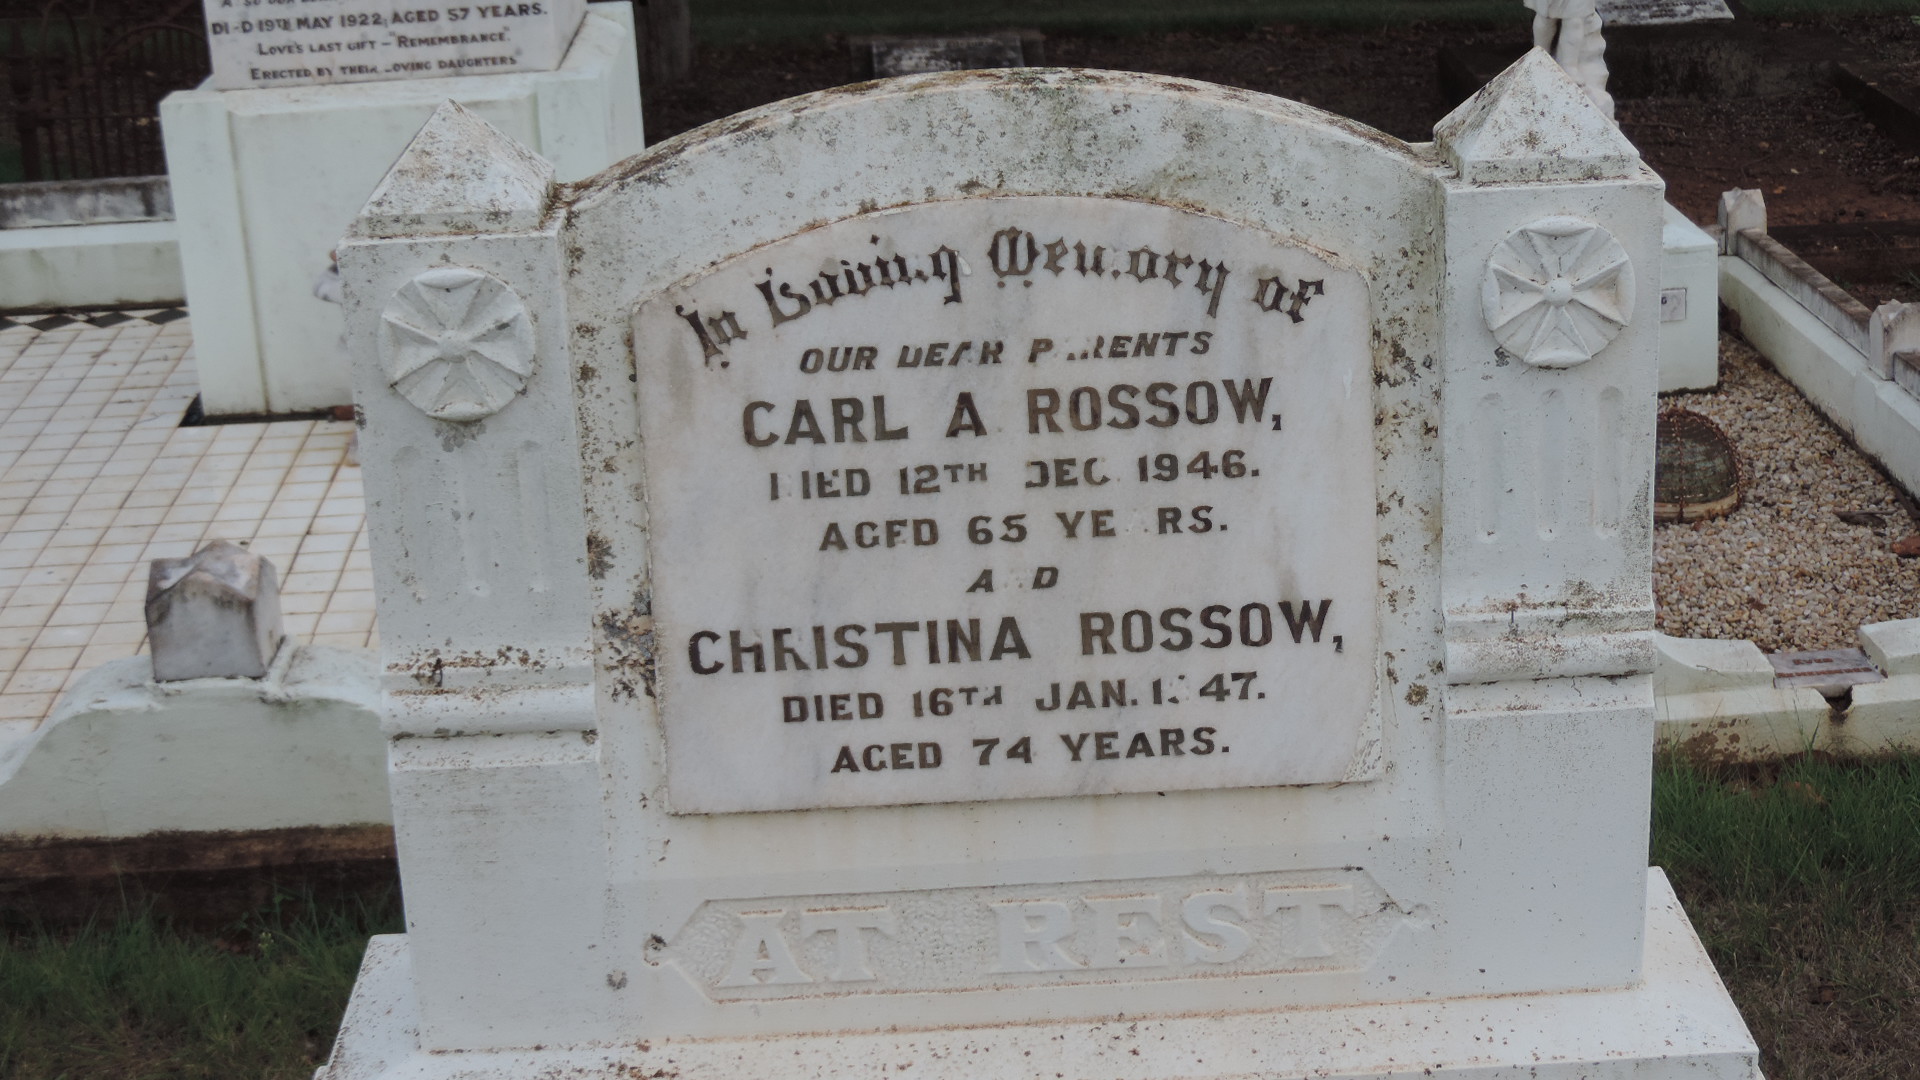 DIED 19TH MAY 1922, AGED 57 YEARS.
LOVE'S LAST GIFT – "REMEMBRANCE".
ERECTED BY THEIR LOVING DAUGHTERS
In Loving Memory of
OUR DEAR PARENTS
CARL A ROSSOW,
DIED 12TH DEC 1946.
AGED 65 YEARS.
AND
CHRISTINA ROSSOW,
DIED 16TH JAN. 1947.
AGED 74 YEARS.
AT REST